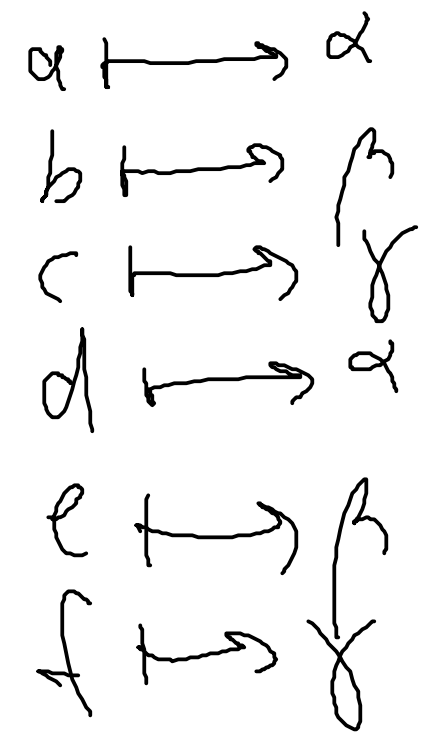 a ↦ α
b ↦ β
c ↦ γ
d ↦ α
e ↦ β
f ↦ γ